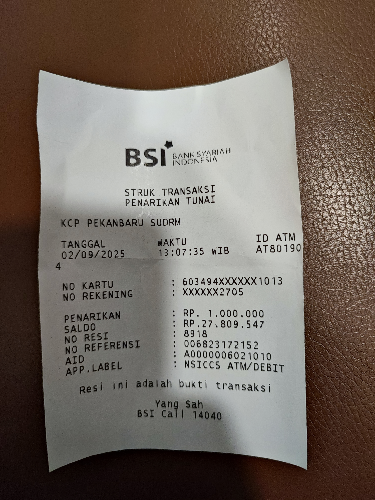 BSI BANK SYARIAH
INDONESIA
STRUK TRANSAKSI
PENARIKAN TUNAI
KCP PEKANBARU SUDRM
TANGGAL WAKTU ID ATM
02/09/2025 13:07:35 WIB AT80190
4
NO KARTU : 603494XXXXXX1013
NO REKENING : XXXXXX2705
PENARIKAN : RP. 1.000.000
SALDO : RP.27.809.547
NO RESI : 8918
NO REFERENSI : 006823172152
AID : A0000006021010
APP.LABEL : NSICCS ATM/DEBIT
Resi ini adalah bukti transaksi
Yang Sah
BSI Call 14040